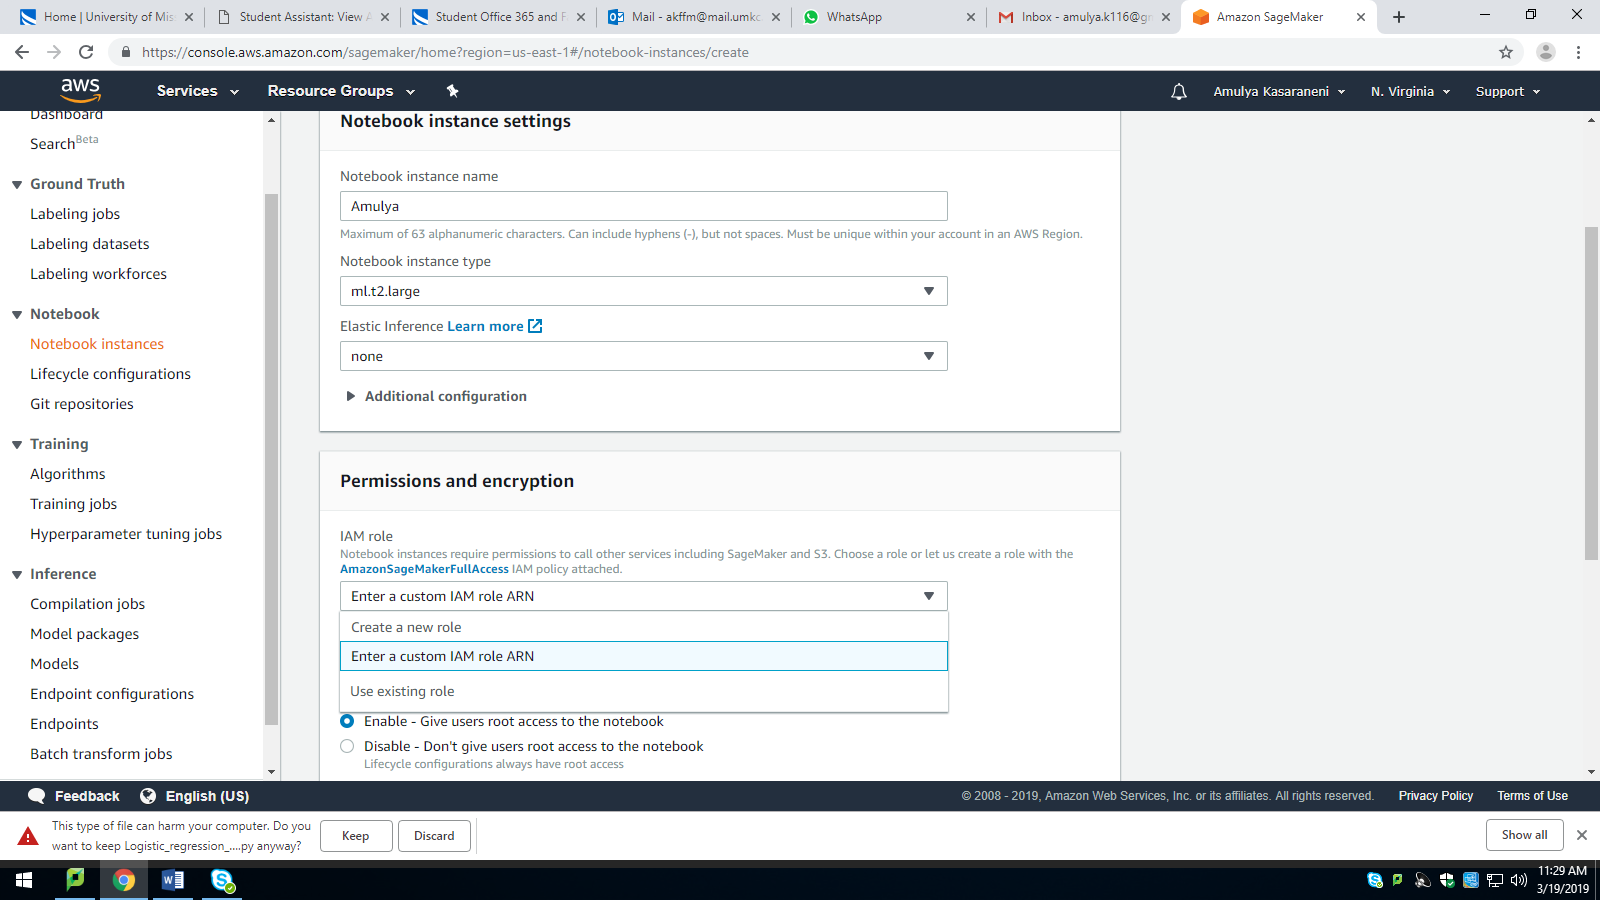 Home | University of Mis
Student Assistant: View A
Student Office 365 and F
Mail - akffm@mail.umkc.
WhatsApp
Inbox - amulya.k116@gm
Amazon SageMaker
https://console.aws.amazon.com/sagemaker/home?region=us-east-1#/notebook-instances/create
aws
Services
Resource Groups
Amulya Kasaraneni
N. Virginia
Support
Dashboard
Search Beta
Ground Truth
Labeling jobs
Labeling datasets
Labeling workforces
Notebook
Notebook instances
Lifecycle configurations
Git repositories
Training
Algorithms
Training jobs
Hyperparameter tuning jobs
Inference
Compilation jobs
Model packages
Models
Endpoint configurations
Endpoints
Batch transform jobs
Notebook instance settings
Notebook instance name
Amulya
Maximum of 63 alphanumeric characters. Can include hyphens (-), but not spaces. Must be unique within your account in an AWS Region.
Notebook instance type
ml.t2.large
Elastic Inference Learn more
none
Additional configuration
Permissions and encryption
IAM role
Notebook instances require permissions to call other services including SageMaker and S3. Choose a role or let us create a role with the
AmazonSageMakerFullAccess IAM policy attached.
Enter a custom IAM role ARN
Create a new role
Enter a custom IAM role ARN
Use existing role
Enable - Give users root access to the notebook
Disable - Don't give users root access to the notebook
Lifecycle configurations always have root access
Feedback
English (US)
© 2008 - 2019, Amazon Web Services, Inc. or its affiliates. All rights reserved.
Privacy Policy
Terms of Use
This type of file can harm your computer. Do you
want to keep Logistic_regression_....py anyway?
Keep
Discard
Show all
11:29 AM
3/19/2019